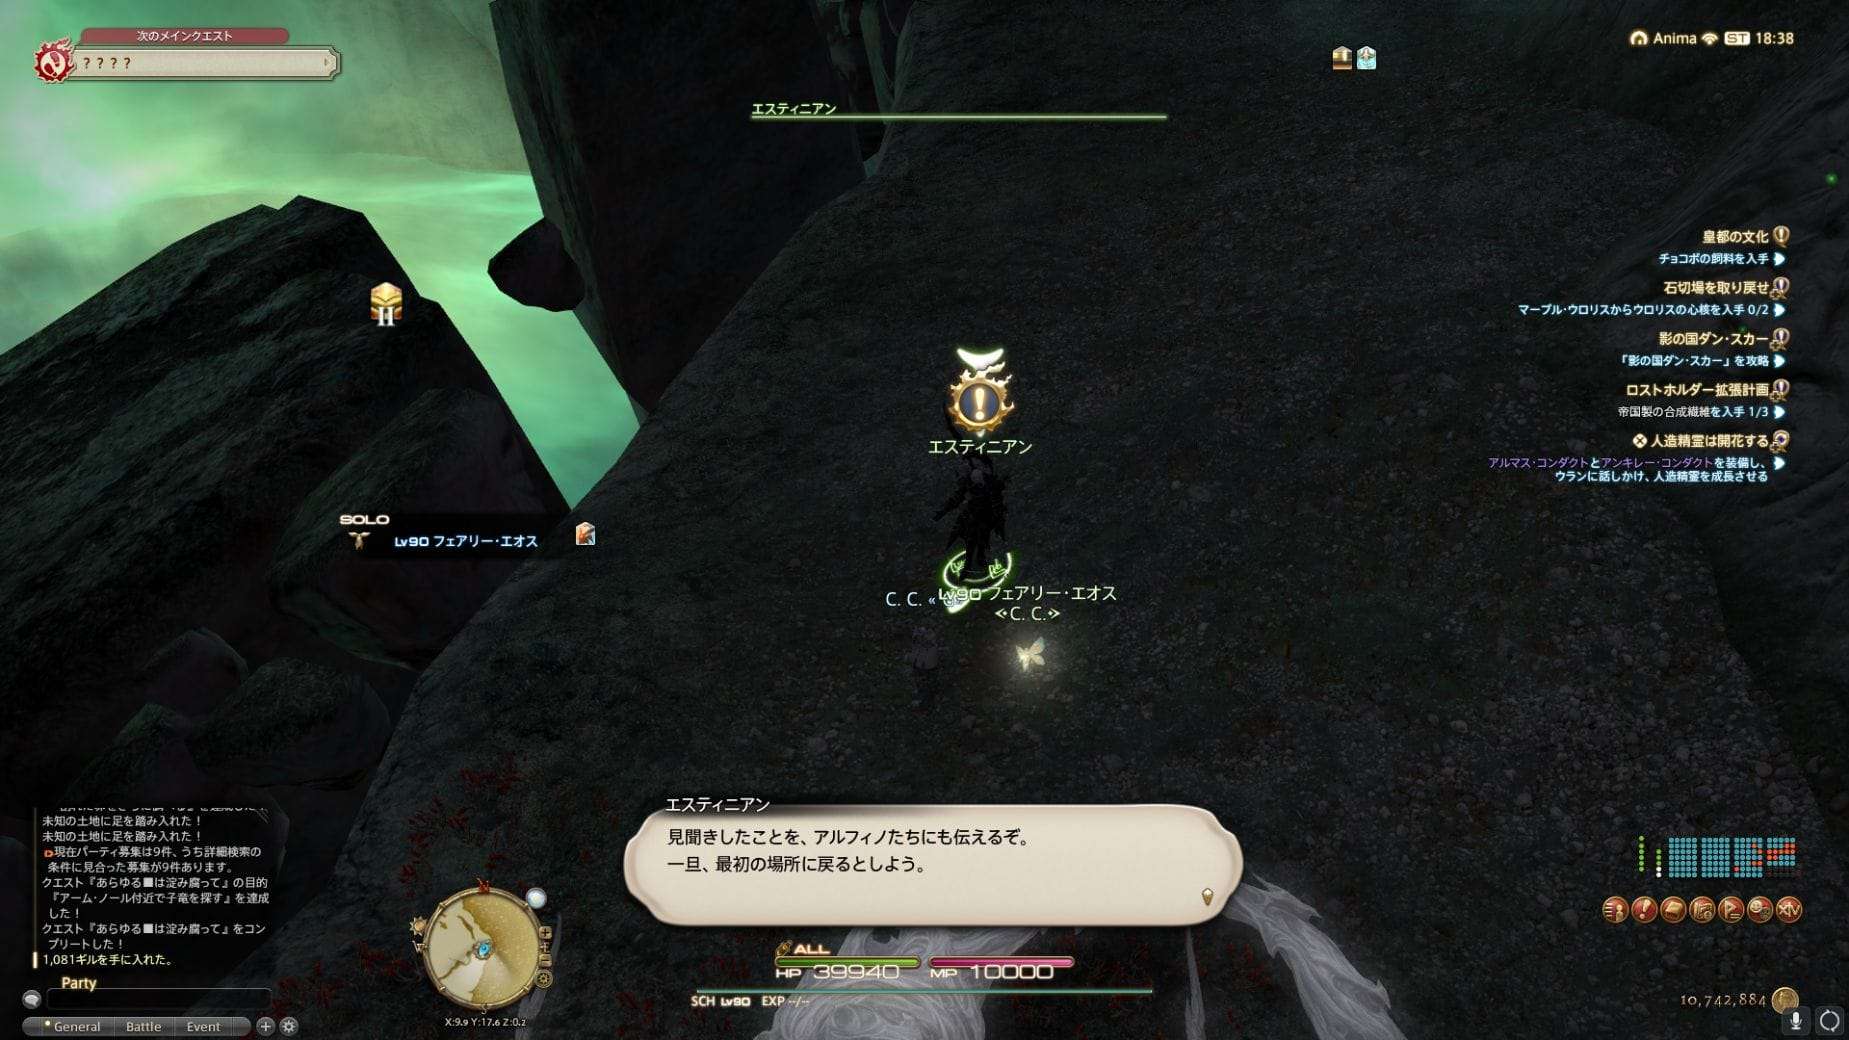 次のメインクエスト
????
Anima ST 18:38
エスティニアン
皇都の文化
チョコボの飼料を入手
石切場を取り戻せ
マーブル・ウロリスからウロリスの心核を入手 0/2
影の国ダン・スカー
「影の国ダン・スカー」を攻略
ロストホルダー拡張計画
帝国製の合成繊維を入手 1/3
人造精霊は開花する
アルマス・コンダクトとアンキレー・コンダクトを装備し、
ウランに話しかけ、人造精霊を成長させる
H
エスティニアン
SOLO
Lv90 フェアリー・エオス
C. C. «
Lv90 フェアリー・エオス
«C. C.»
エスティニアン
見聞きしたことを、アルフィノたちにも伝えるぞ。
一旦、最初の場所に戻るとしよう。
未知の土地に足を踏み入れた！
未知の土地に足を踏み入れた！
現在パーティ募集は9件、うち詳細検索の
条件に見合った募集が9件あります。
クエスト『あらゆる■は淀み腐って』の目的
『アーム・ノール付近で子竜を探す』を達成
した！
クエスト『あらゆる■は淀み腐って』をコン
プリートした！
1,081ギルを手に入れた。
Party
General Battle Event
N
X:9.9 Y:17.6 Z:0.2
ALL
HP 39940 MP 10000
SCH Lv90 EXP --/--
XIV
10,742,884